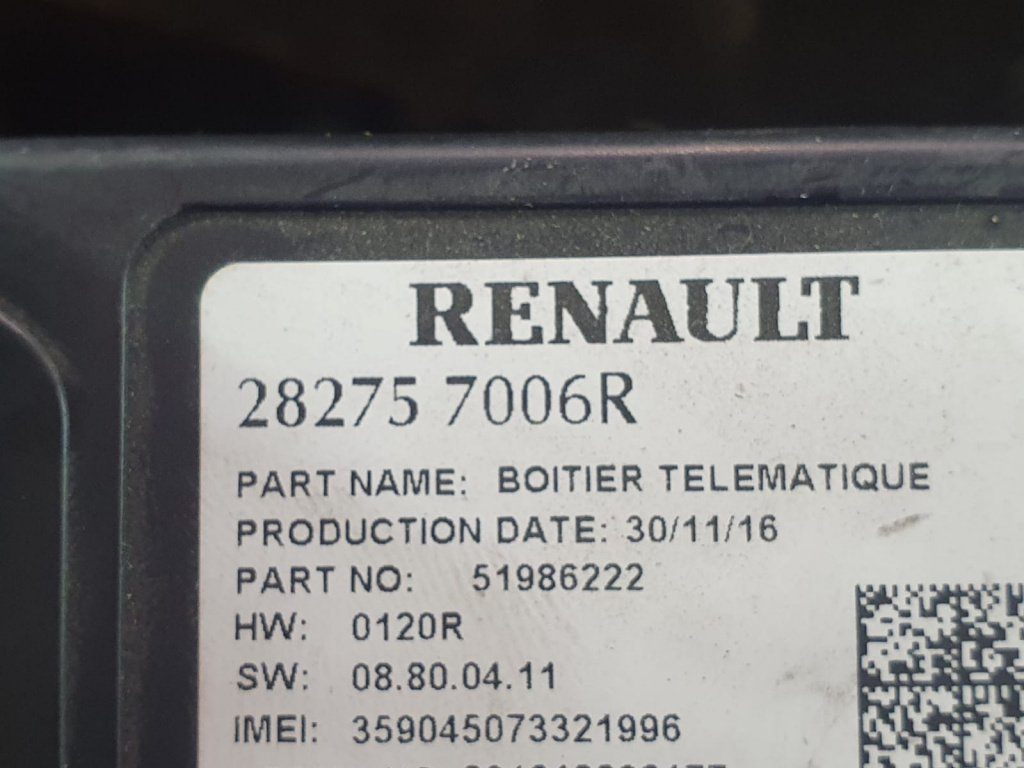 RENAULT
28275 7006R
PART NAME: BOITIER TELEMATIQUE
PRODUCTION DATE: 30/11/16
PART NO: 51986222
HW: 0120R
SW: 08.80.04.11
IMEI: 359045073321996